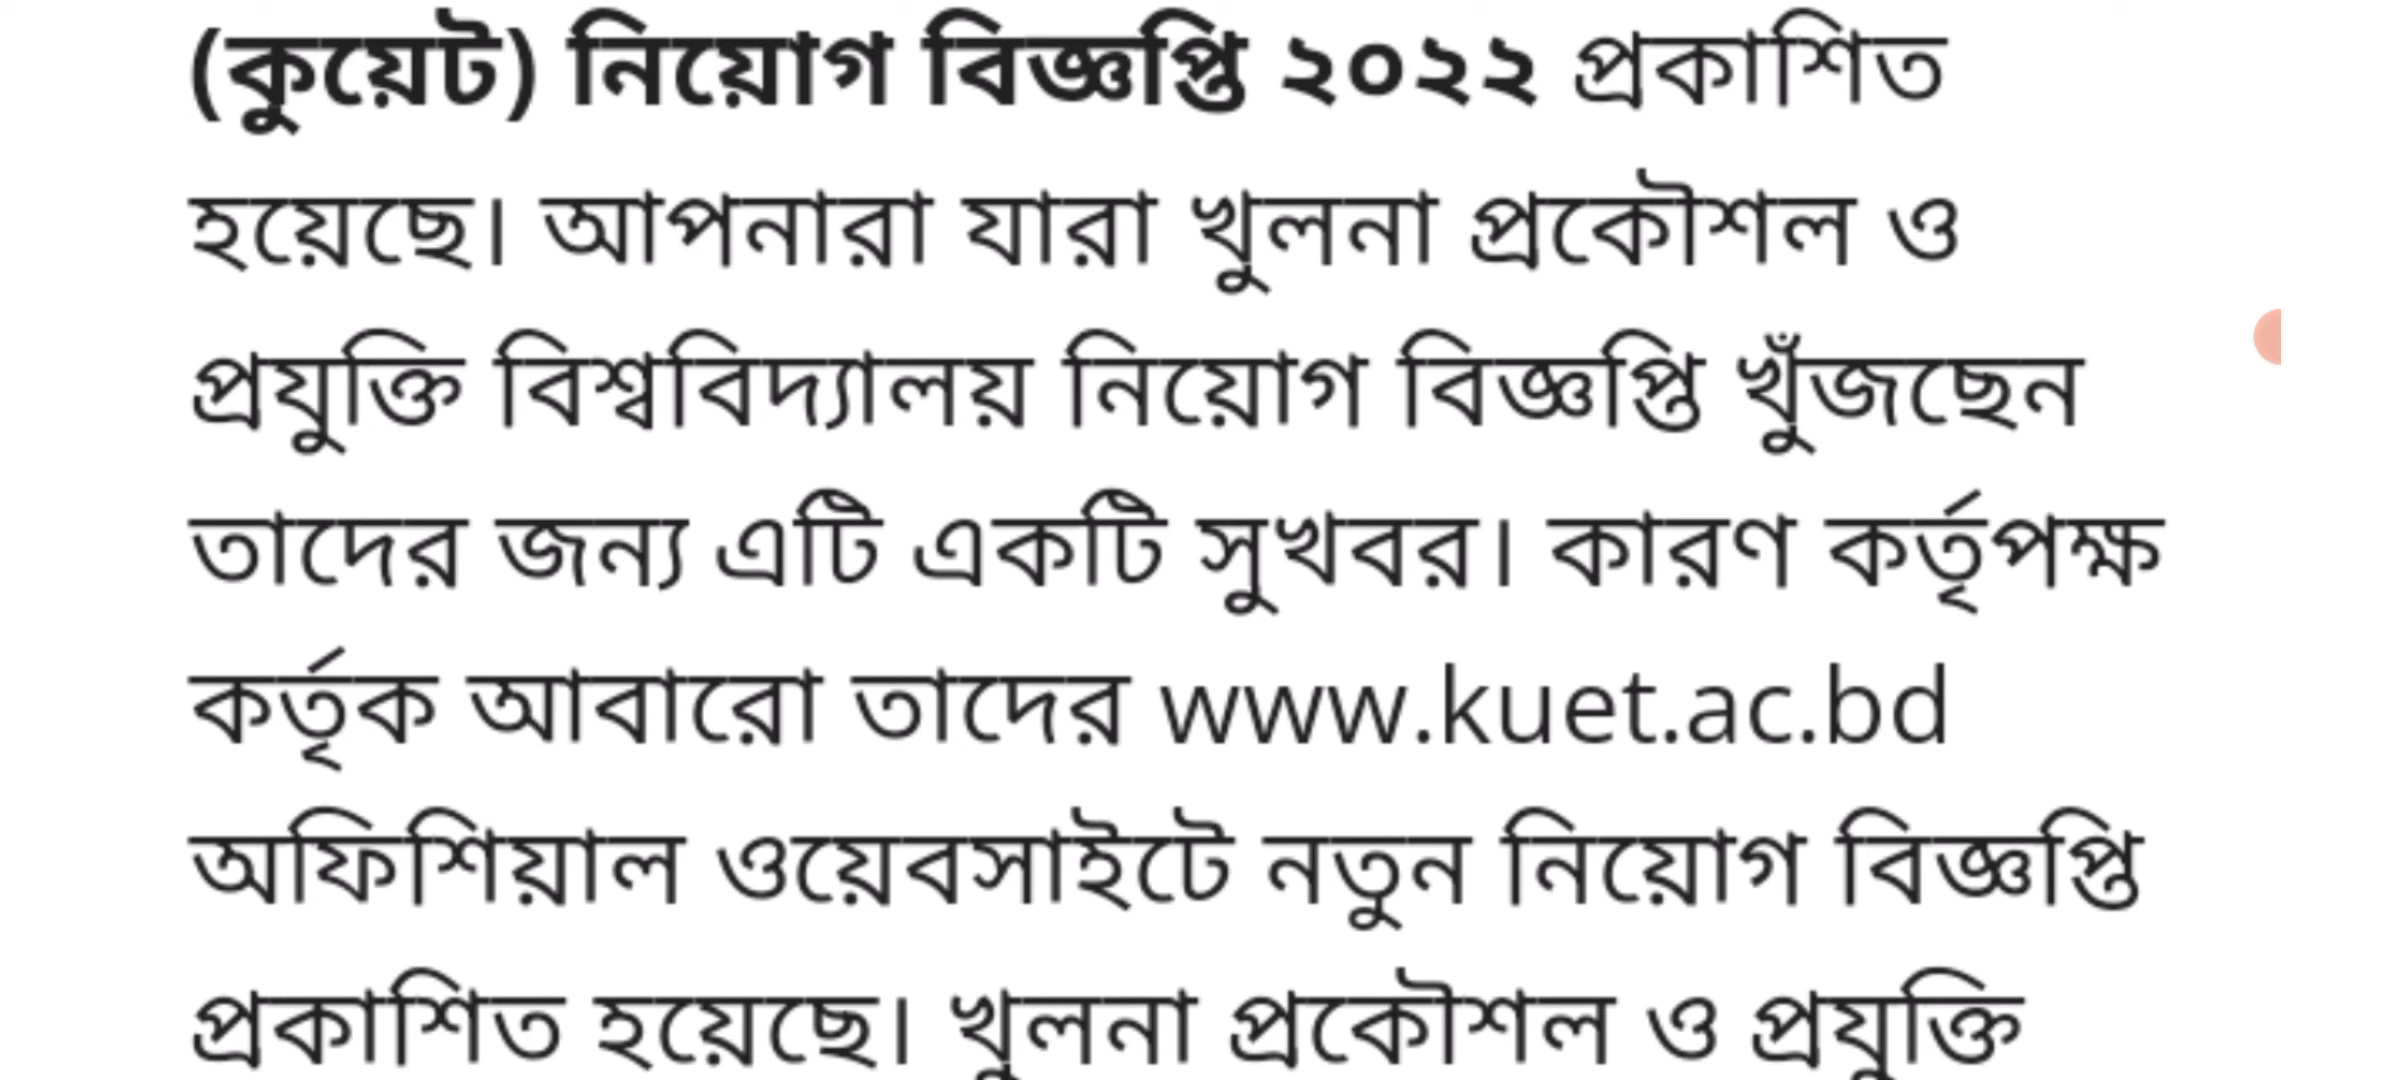 (কুয়েট) নিয়োগ বিজ্ঞপ্তি ২০২২ প্রকাশিত
হয়েছে। আপনারা যারা খুলনা প্রকৌশল ও
প্রযুক্তি বিশ্ববিদ্যালয় নিয়োগ বিজ্ঞপ্তি খুঁজছেন
তাদের জন্য এটি একটি সুখবর। কারণ কর্তৃপক্ষ
কর্তৃক আবারো তাদের www.kuet.ac.bd
অফিশিয়াল ওয়েবসাইটে নতুন নিয়োগ বিজ্ঞপ্তি
প্রকাশিত হয়েছে। খুলনা প্রকৌশল ও প্রযুক্তি